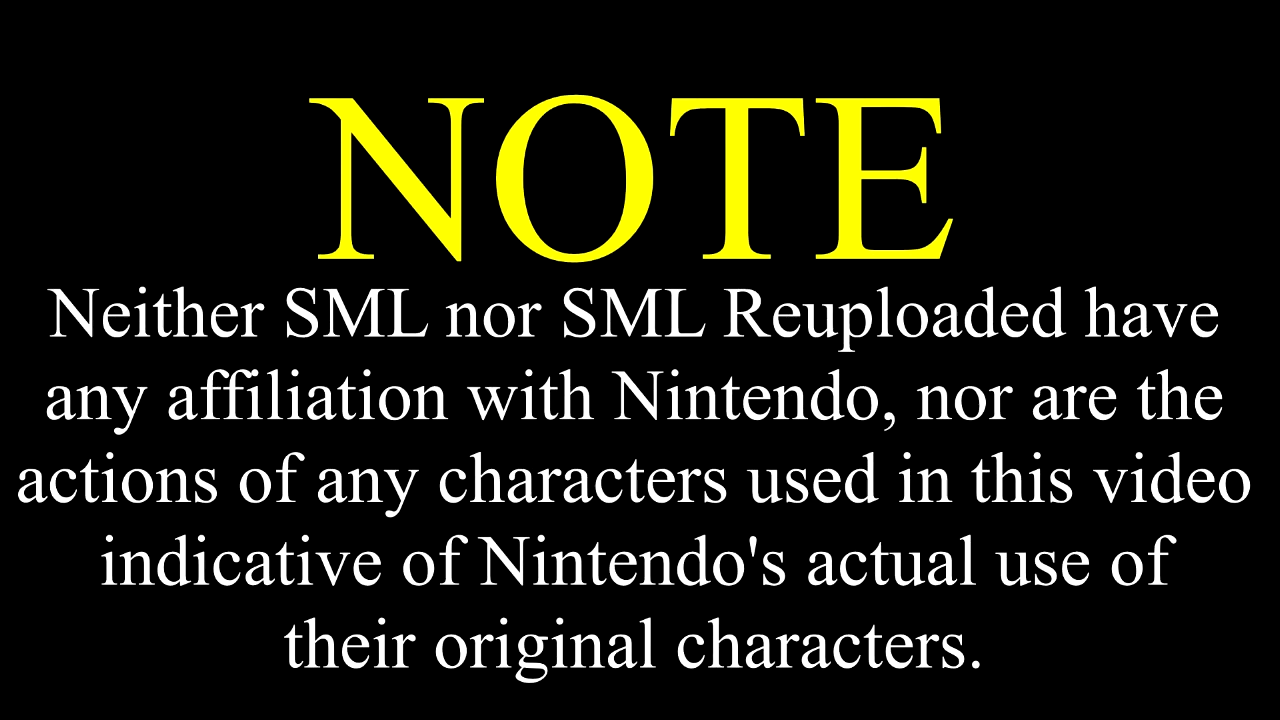 NOTE
Neither SML nor SML Reuploaded have
any affiliation with Nintendo, nor are the
actions of any characters used in this video
indicative of Nintendo's actual use of
their original characters.